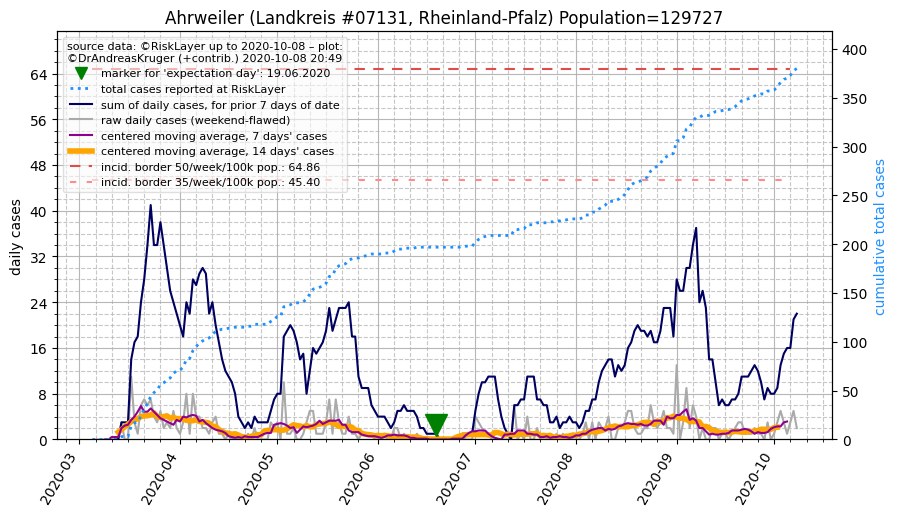 Ahrweiler (Landkreis #07131, Rheinland-Pfalz) Population=129727
source data: ©RiskLayer up to 2020-10-08 – plot:
©DrAndreasKruger (+contrib.) 2020-10-08 20:49
marker for 'expectation day': 19.06.2020
total cases reported at RiskLayer
sum of daily cases, for prior 7 days of date
raw daily cases (weekend-flawed)
centered moving average, 7 days' cases
centered moving average, 14 days' cases
incid. border 50/week/100k pop.: 64.86
incid. border 35/week/100k pop.: 45.40
daily cases
64
56
48
40
32
24
16
8
0
400
350
300
250
200
150
100
50
0
cumulative total cases
2020-03
2020-04
2020-05
2020-06
2020-07
2020-08
2020-09
2020-10